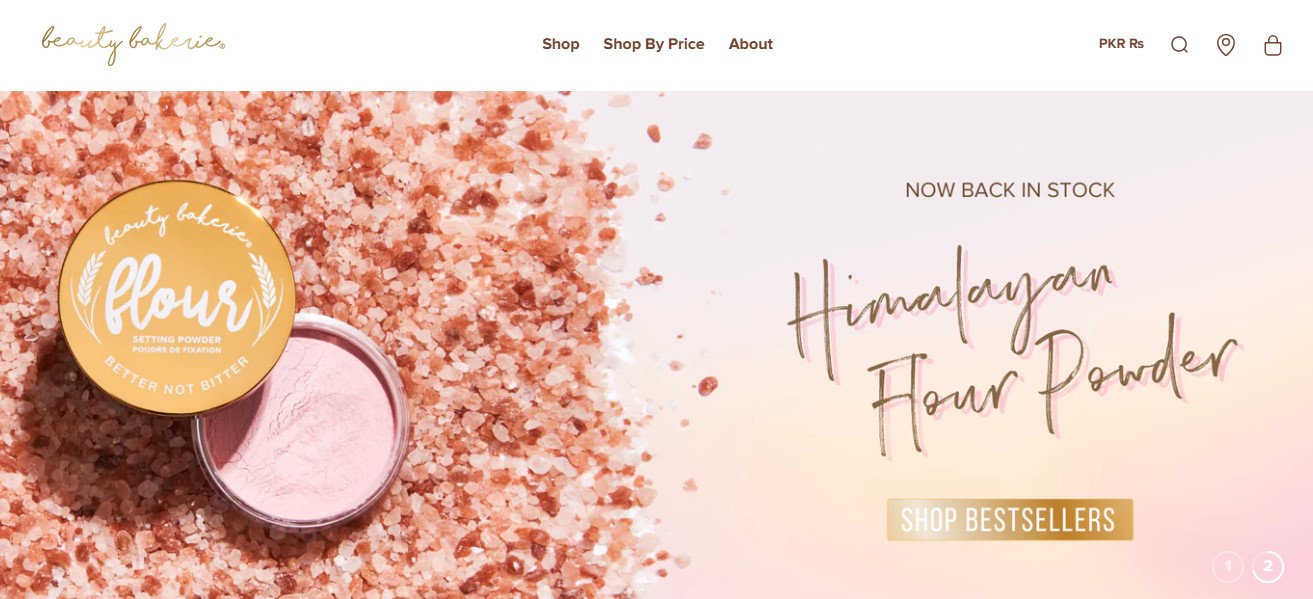 beauty bakerie®
Shop
Shop By Price
About
PKR ₨
beauty bakerie®
flour
SETTING POWDER
POUDRE DE FIXATION
BETTER NOT BITTER
NOW BACK IN STOCK
Himalayan
Flour Powder
SHOP BESTSELLERS
1
2